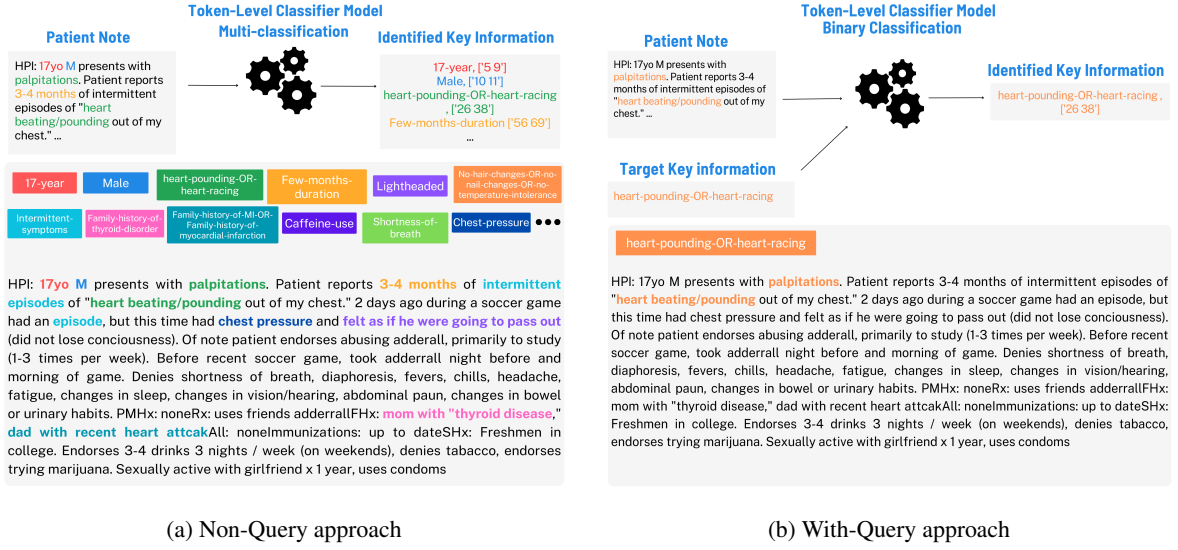 Token-Level Classifier Model
Multi-classification
Patient Note
Identified Key Information
HPI: 17yo M presents with
palpitations. Patient reports
3-4 months of intermittent
episodes of "heart
beating/pounding out of my
chest." ...
17-year, ['5 9']
Male, ['10 11']
heart-pounding-OR-heart-racing
, ['26 38']
Few-months-duration ['56 69']
...
17-year
Male
heart-pounding-OR-
heart-racing
Few-months-
duration
Lightheaded
No-hair-changes-OR-no-
nail-changes-OR-no-
temperature-intolerance
Intermittent-
symptoms
Family-history-of-
thyroid-disorder
Family-history-of-MI-OR-
Family-history-of-
myocardial-infarction
Caffeine-use
Shortness-of-
breath
Chest-pressure
HPI: 17yo M presents with palpitations. Patient reports 3-4 months of intermittent
episodes of "heart beating/pounding out of my chest." 2 days ago during a soccer game
had an episode, but this time had chest pressure and felt as if he were going to pass out
(did not lose conciousness). Of note patient endorses abusing adderall, primarily to study
(1-3 times per week). Before recent soccer game, took adderrall night before and
morning of game. Denies shortness of breath, diaphoresis, fevers, chills, headache,
fatigue, changes in sleep, changes in vision/hearing, abdominal paun, changes in bowel
or urinary habits. PMHx: noneRx: uses friends adderrallFHx: mom with "thyroid disease,"
dad with recent heart attcakAll: noneImmunizations: up to dateSHx: Freshmen in
college. Endorses 3-4 drinks 3 nights / week (on weekends), denies tabacco, endorses
trying marijuana. Sexually active with girlfriend x 1 year, uses condoms
(a) Non-Query approach
Token-Level Classifier Model
Binary Classification
Patient Note
HPI: 17yo M presents with
palpitations. Patient reports 3-4
months of intermittent episodes of
"heart beating/pounding out of my
chest." ...
Identified Key Information
heart-pounding-OR-heart-racing ,
['26 38']
Target Key information
heart-pounding-OR-heart-racing
heart-pounding-OR-heart-racing
HPI: 17yo M presents with palpitations. Patient reports 3-4 months of intermittent episodes of
"heart beating/pounding out of my chest." 2 days ago during a soccer game had an episode, but
this time had chest pressure and felt as if he were going to pass out (did not lose conciousness).
Of note patient endorses abusing adderall, primarily to study (1-3 times per week). Before recent
soccer game, took adderrall night before and morning of game. Denies shortness of breath,
diaphoresis, fevers, chills, headache, fatigue, changes in sleep, changes in vision/hearing,
abdominal paun, changes in bowel or urinary habits. PMHx: noneRx: uses friends adderrallFHx:
mom with "thyroid disease," dad with recent heart attcakAll: noneImmunizations: up to dateSHx:
Freshmen in college. Endorses 3-4 drinks 3 nights / week (on weekends), denies tabacco,
endorses trying marijuana. Sexually active with girlfriend x 1 year, uses condoms
(b) With-Query approach